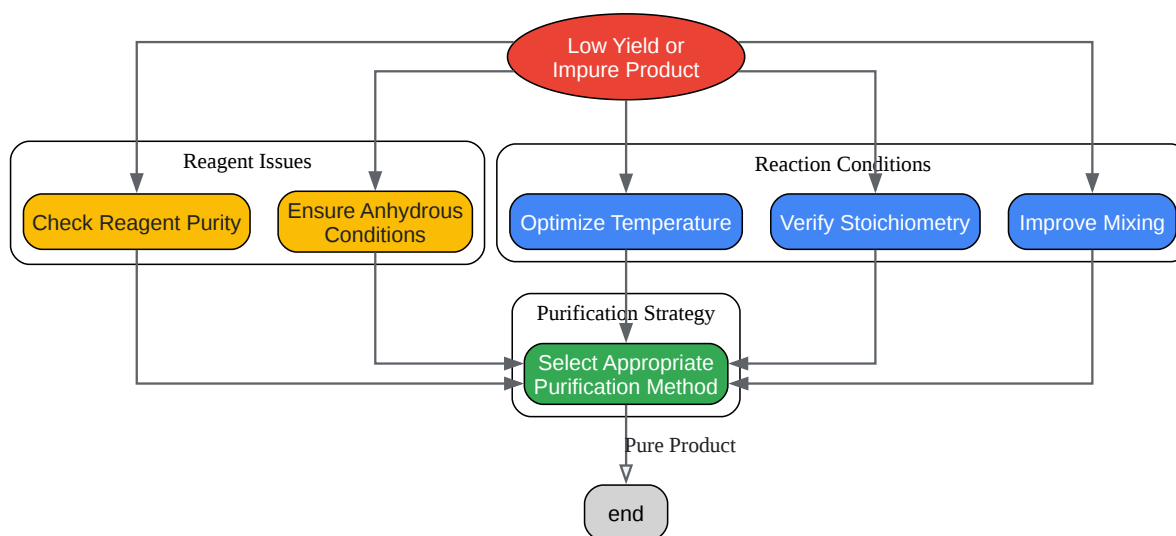 Low Yield or
Impure Product
Reagent Issues
Reaction Conditions
Check Reagent Purity
Ensure Anhydrous
Conditions
Optimize Temperature
Verify Stoichiometry
Improve Mixing
Purification Strategy
Select Appropriate
Purification Method
Pure Product
end